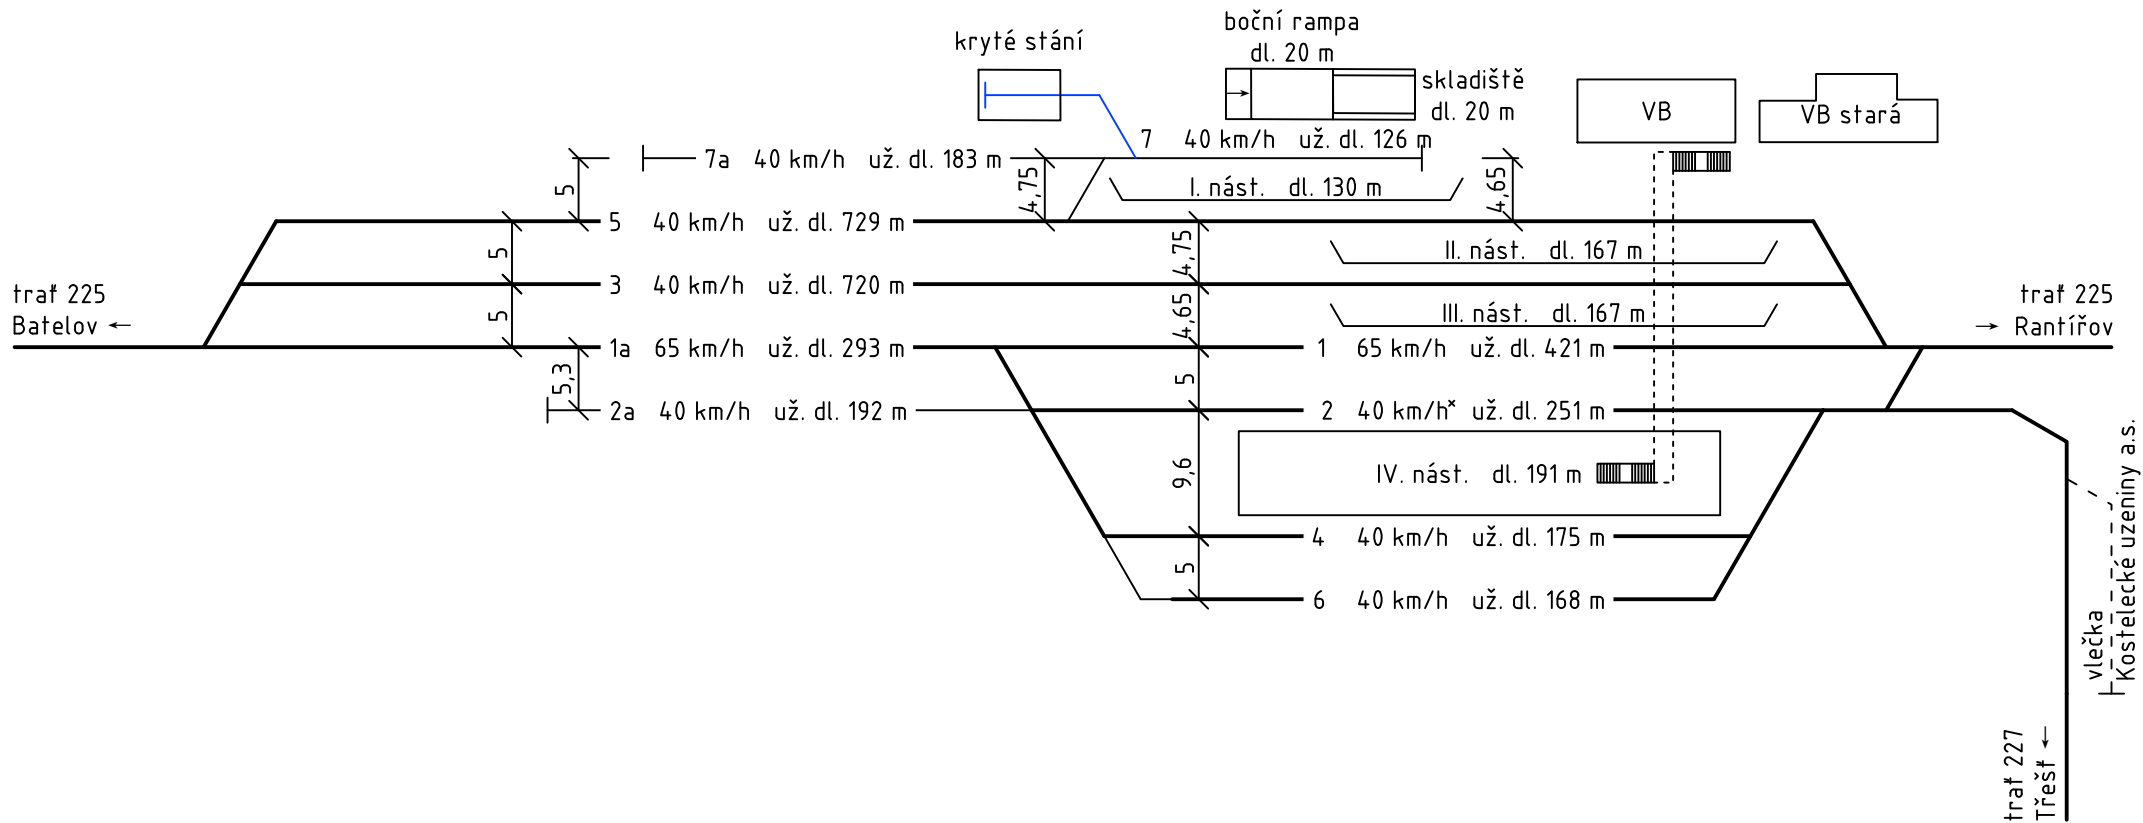 boční rampa
dl. 20 m
kryté stání
skladiště
dl. 20 m
VB
VB stará
7 40 km/h už. dl. 126 m
7a 40 km/h už. dl. 183 m
5
4,75
I. nást. dl. 130 m
4,65
5 40 km/h už. dl. 729 m
5
4,75
II. nást. dl. 167 m
3 40 km/h už. dl. 720 m
trať 225
Batelov ←
5
4,65
III. nást. dl. 167 m
trať 225
→ Rantířov
1a 65 km/h už. dl. 293 m
1 65 km/h už. dl. 421 m
5,3
5
2a 40 km/h už. dl. 192 m
2 40 km/h* už. dl. 251 m
9,6
IV. nást. dl. 191 m
4 40 km/h už. dl. 175 m
5
6 40 km/h už. dl. 168 m
vlečka
Kostelecké uzeniny a.s.
trať 227
Třešť ←